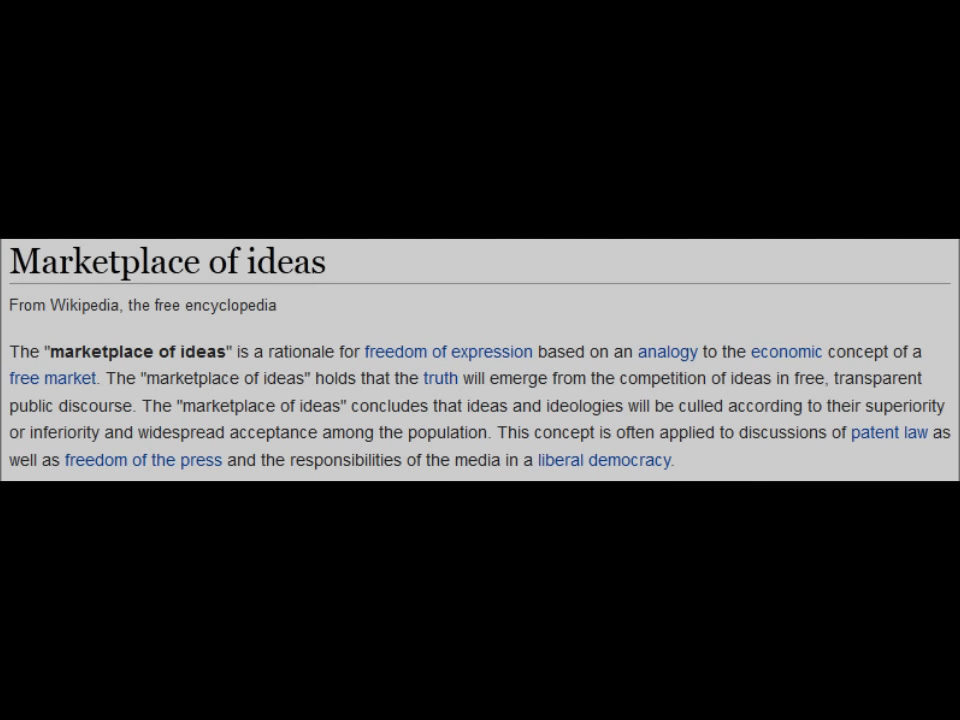 Marketplace of ideas
From Wikipedia, the free encyclopedia
The "marketplace of ideas" is a rationale for freedom of expression based on an analogy to the economic concept of a
free market. The "marketplace of ideas" holds that the truth will emerge from the competition of ideas in free, transparent
public discourse. The "marketplace of ideas" concludes that ideas and ideologies will be culled according to their superiority
or inferiority and widespread acceptance among the population. This concept is often applied to discussions of patent law as
well as freedom of the press and the responsibilities of the media in a liberal democracy.